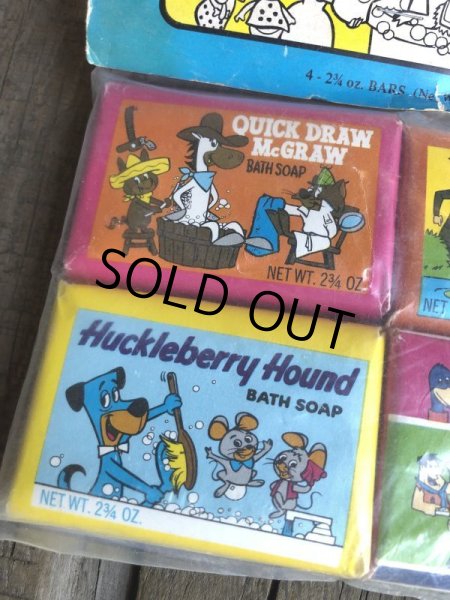 4 - 2¾ oz. BARS
QUICK DRAW
McGRAW
BATH SOAP
NET WT. 2¾ OZ.
SOLD OUT
Huckleberry Hound
BATH SOAP
NET WT. 2¾ OZ.
NET